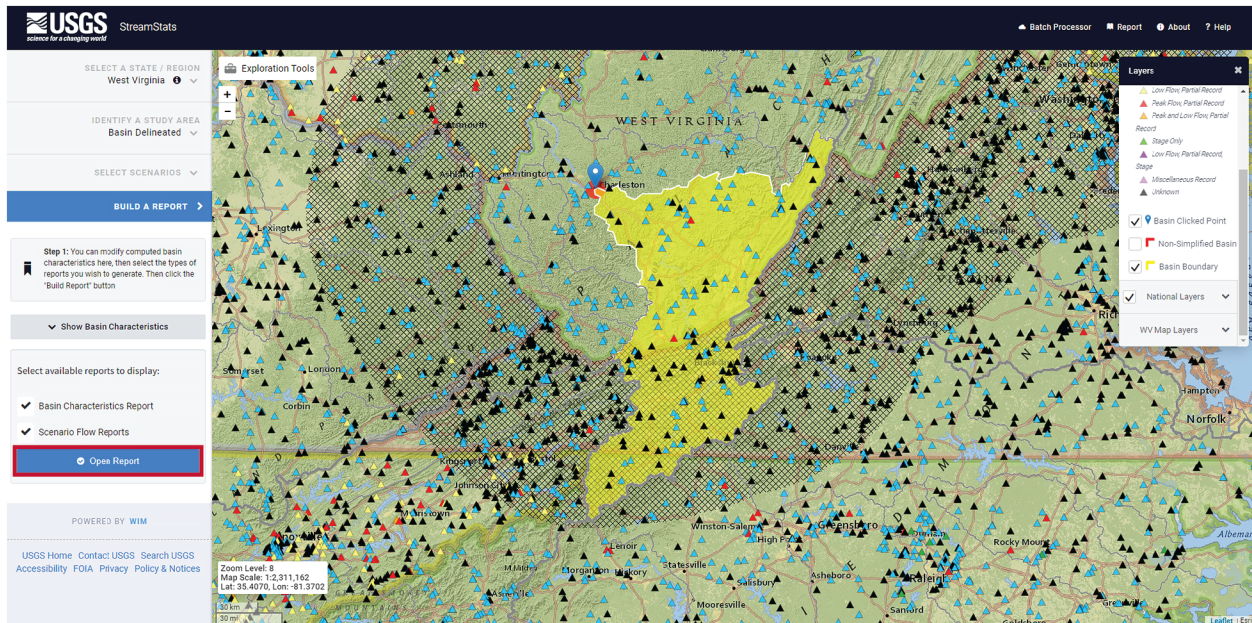 USGS
science for a changing world
StreamStats
Batch Processor
Report
About
? Help
SELECT A STATE / REGION
West Virginia
IDENTIFY A STUDY AREA
Basin Delineated
SELECT SCENARIOS
BUILD A REPORT
Step 1: You can modify computed basin
characteristics here, then select the types of
reports you wish to generate. Then click the
"Build Report" button
Show Basin Characteristics
Select available reports to display:
Basin Characteristics Report
Scenario Flow Reports
Open Report
POWERED BY WIM
USGS Home Contact USGS Search USGS
Accessibility FOIA Privacy Policy & Notices
Exploration Tools
+
−
WEST VIRGINIA
Huntington
Charleston
Lexington
Somerset
London
Corbin
Johnson City
Lynchburg
VIRGINIA
Danville
Winston-Salem
Greensboro
High P
Lenoir
Hickory
Morganton
Statesville
Salisbury
Asheboro
Mooresville
Raleigh
Sanford
Rocky Mount
Hampton
Norfolk
Albemar
Zoom Level: 8
Map Scale: 1:2,311,162
Lat: 35.4070, Lon: -81.3702
30 km
30 mi
Layers
Low Flow, Partial Record
Peak Flow, Partial Record
Peak and Low Flow, Partial
Record
Stage Only
Low Flow, Partial Record,
Stage
Miscellaneous Record
Unknown
Basin Clicked Point
Non-Simplified Basin
Basin Boundary
National Layers
WV Map Layers
Leaflet | Esri